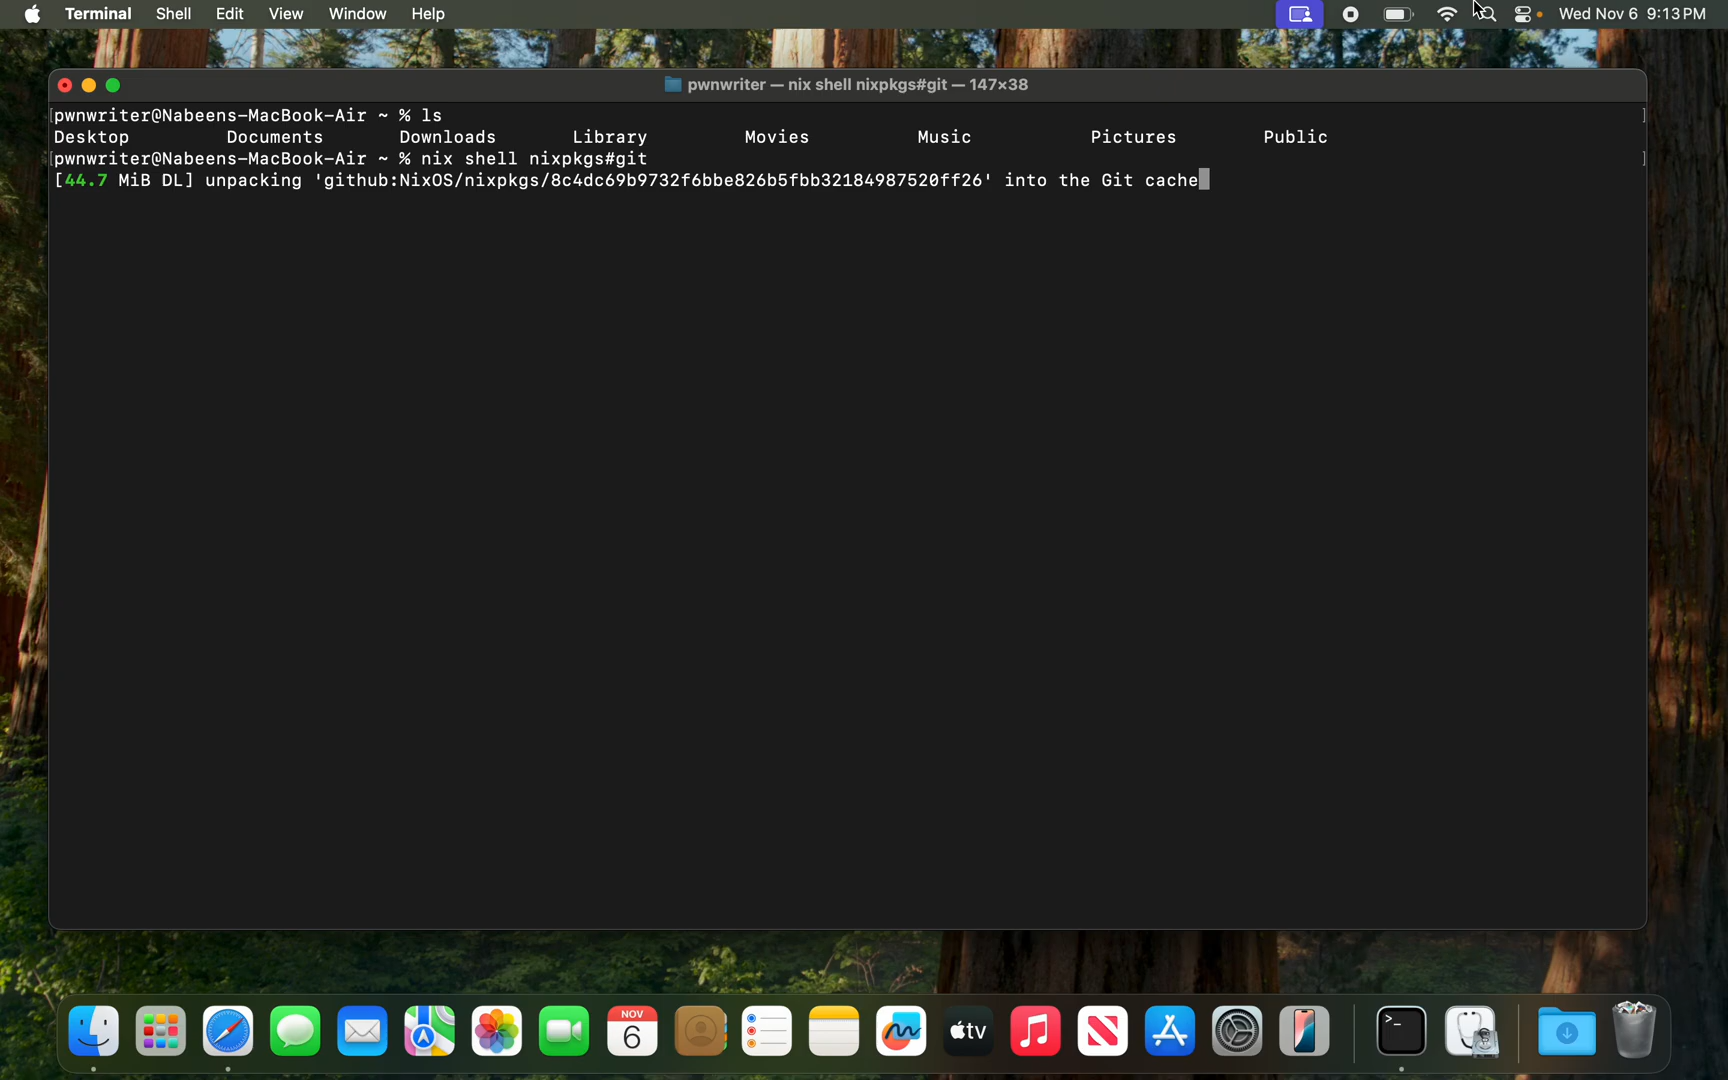 Terminal Shell Edit View Window Help Wed Nov 6 9:13 PM
pwnwriter — nix shell nixpkgs#git — 147×38
[pwnwriter@Nabeens-MacBook-Air ~ % ls ]
Desktop Documents Downloads Library Movies Music Pictures Public
[pwnwriter@Nabeens-MacBook-Air ~ % nix shell nixpkgs#git ]
[44.7 MiB DL] unpacking 'github:NixOS/nixpkgs/8c4dc69b9732f6bbe826b5fbb32184987520ff26' into the Git cache
NOV
6
tv
>_